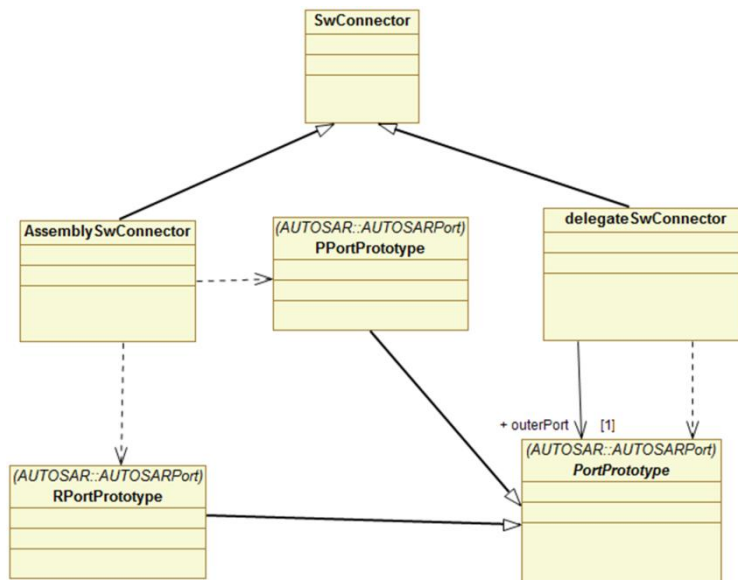 SwConnector
AssemblySwConnector
(AUTOSAR::AUTOSARPort)
PPortPrototype
delegateSwConnector
+ outerPort [1]
(AUTOSAR::AUTOSARPort)
RPortPrototype
(AUTOSAR::AUTOSARPort)
PortPrototype